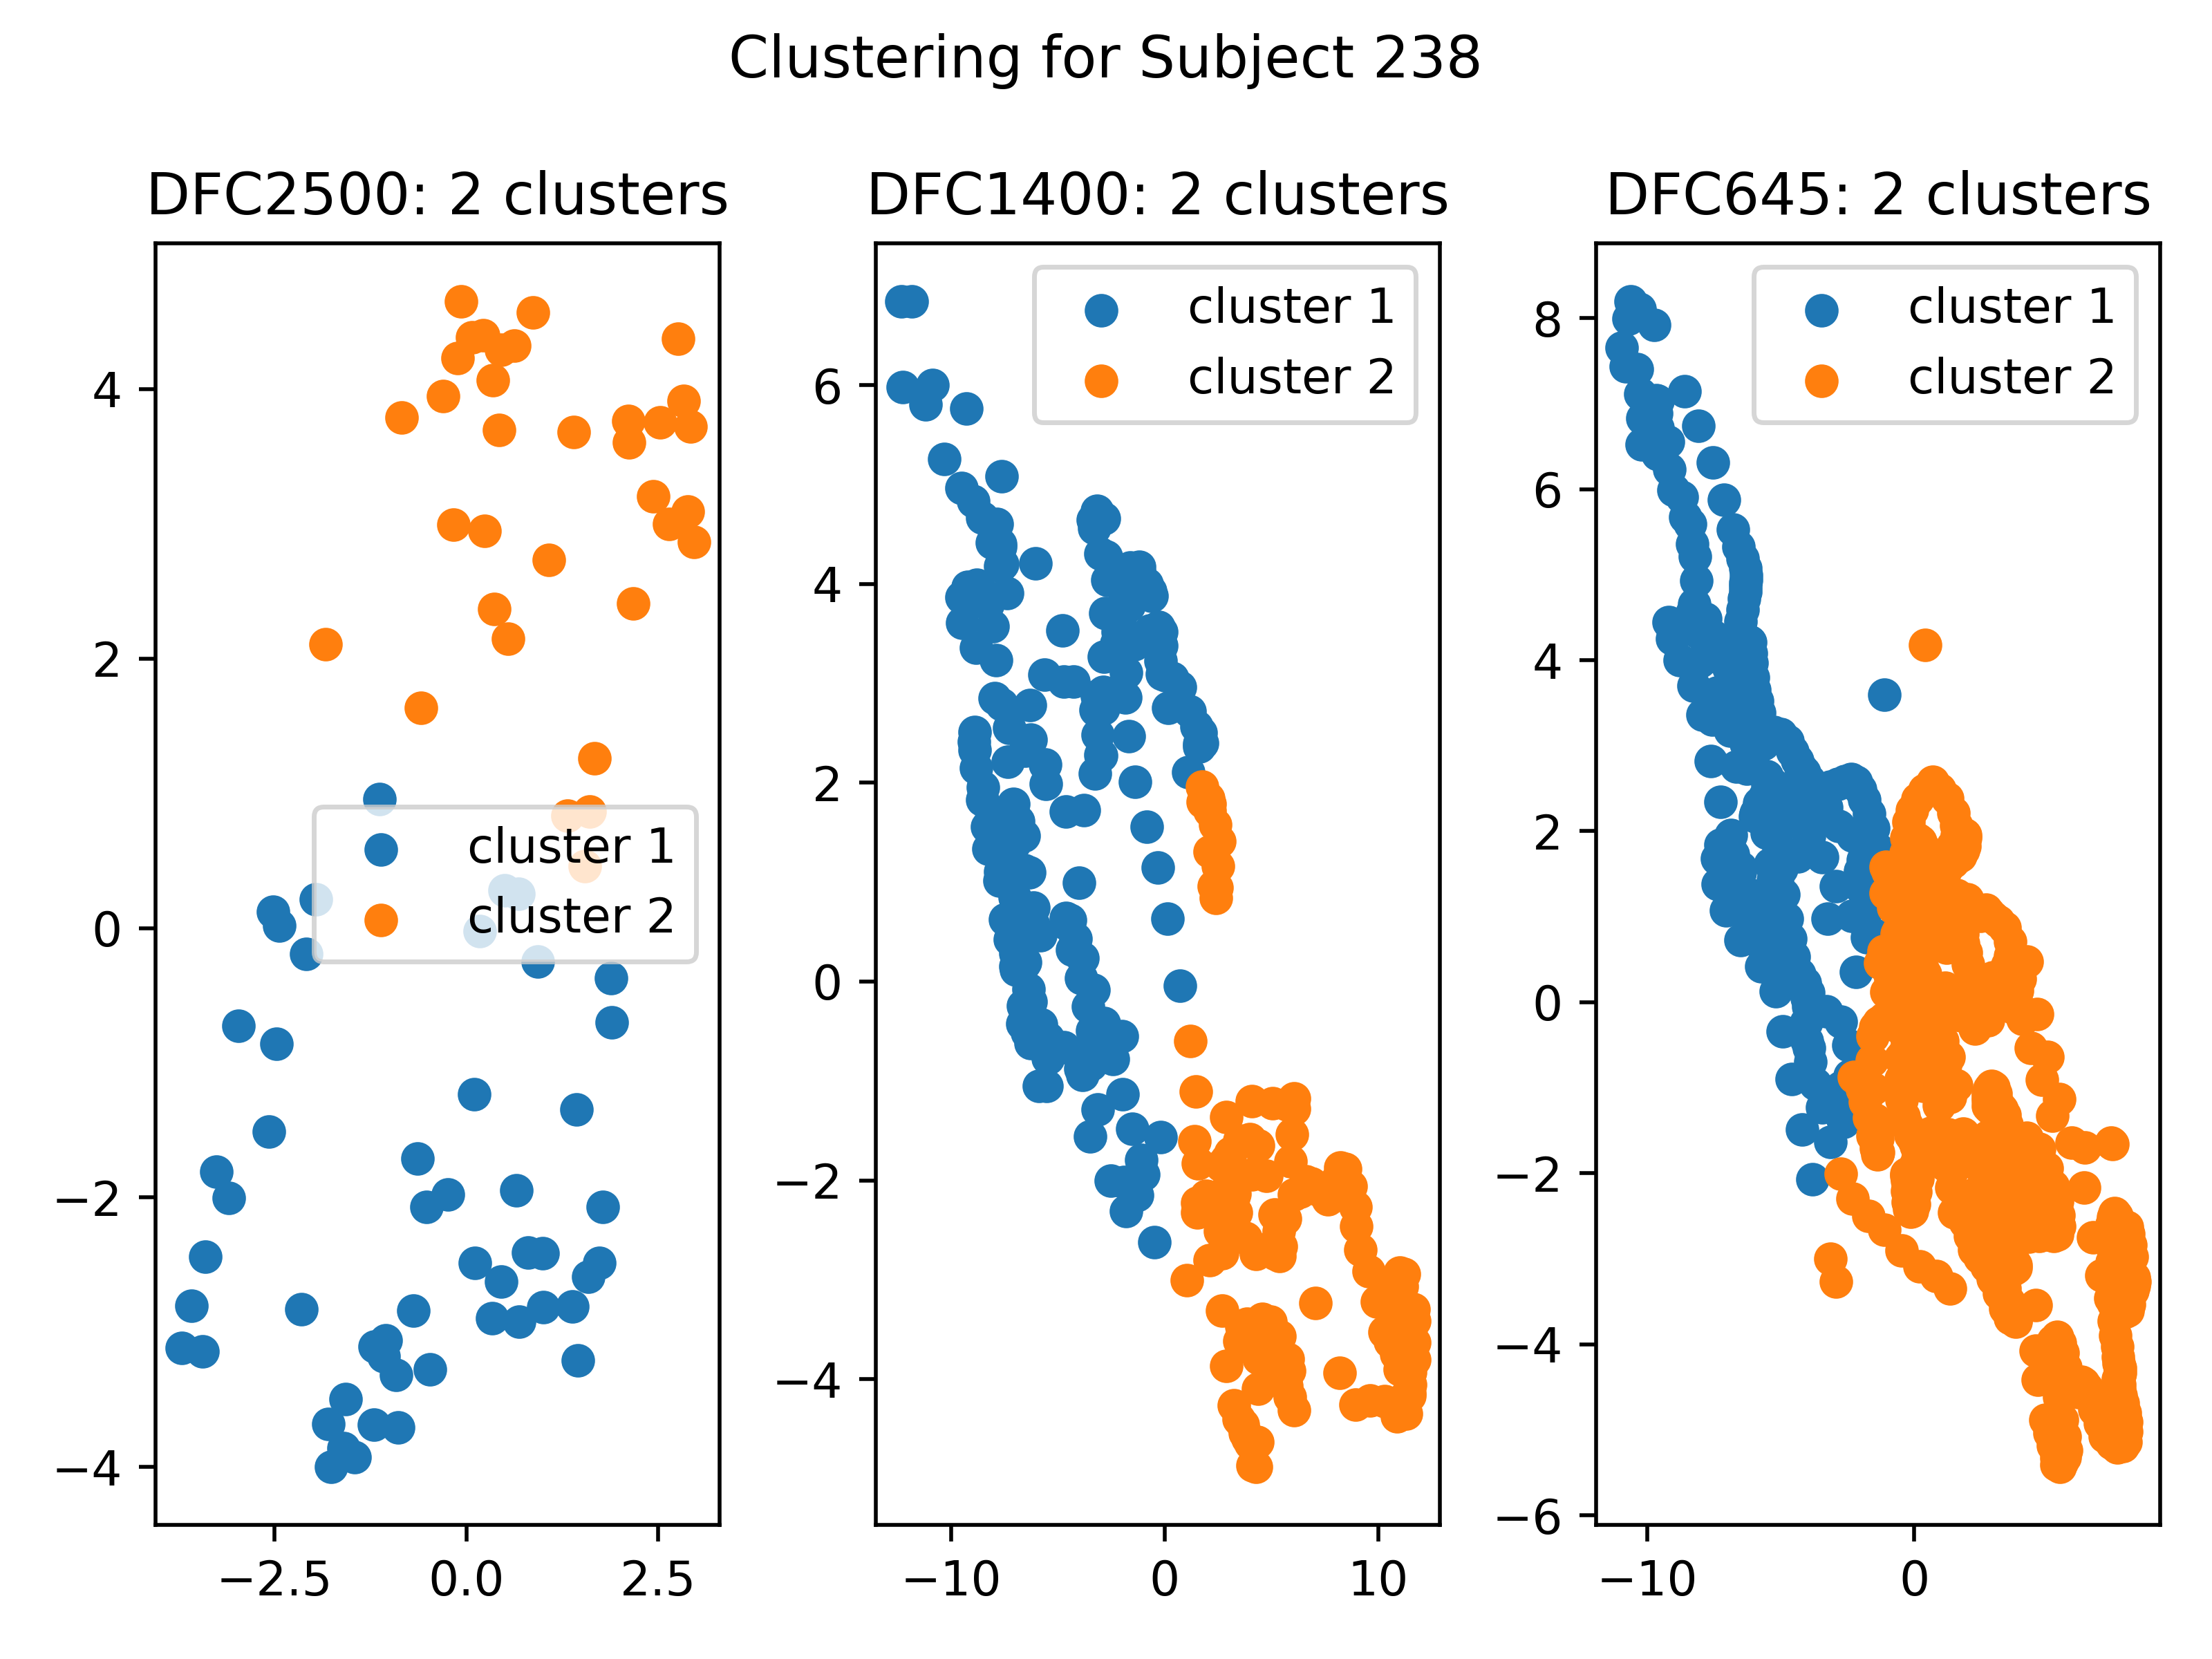 Clustering for Subject 238
DFC2500: 2 clusters
4
2
0
−2
−4
−2.5 0.0 2.5
cluster 1
cluster 2
DFC1400: 2 clusters
6
4
2
0
−2
−4
−10 0 10
cluster 1
cluster 2
DFC645: 2 clusters
8
6
4
2
0
−2
−4
−6
−10 0
cluster 1
cluster 2